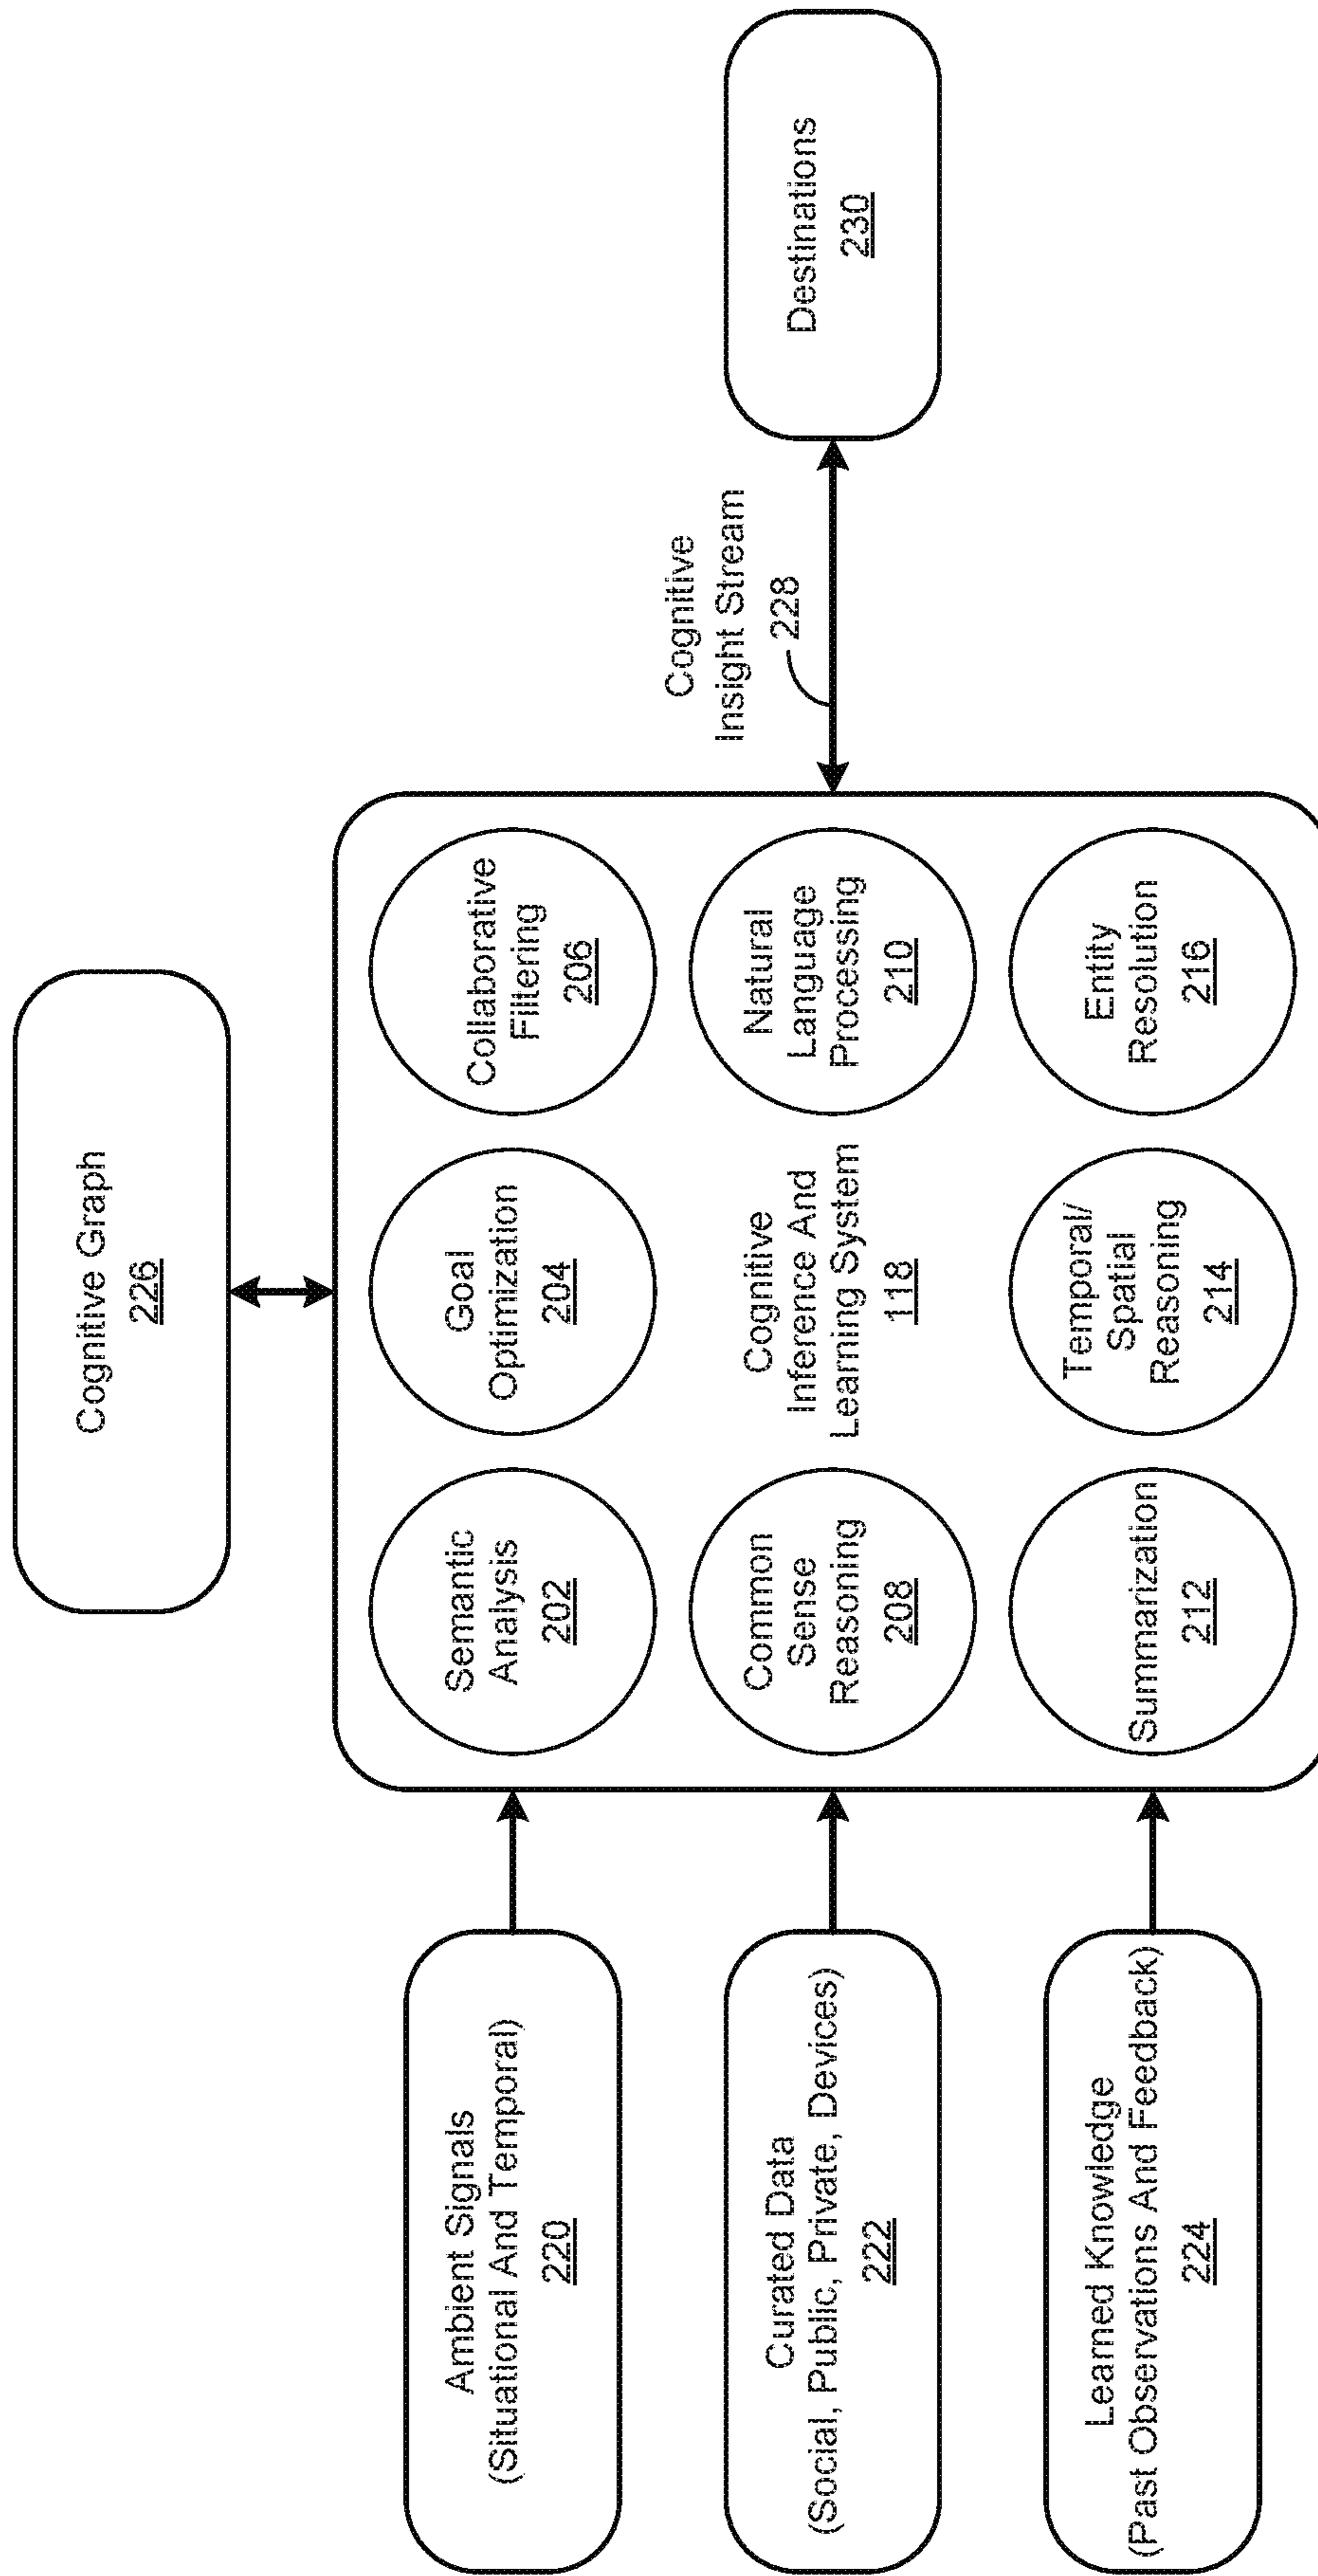 Cognitive Graph
226
Ambient Signals
(Situational And Temporal)
220
Curated Data
(Social, Public, Private, Devices)
222
Learned Knowledge
(Past Observations And Feedback)
224
Semantic
Analysis
202
Goal
Optimization
204
Collaborative
Filtering
206
Common
Sense
Reasoning
208
Cognitive
Inference And
Learning System
118
Natural
Language
Processing
210
Summarization
212
Temporal/
Spatial
Reasoning
214
Entity
Resolution
216
Cognitive
Insight Stream
228
Destinations
230